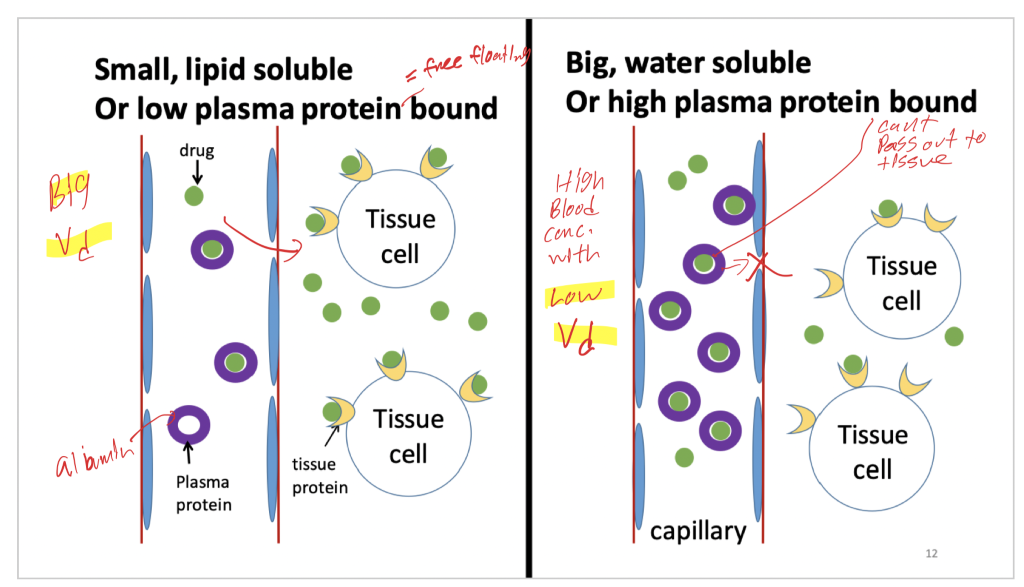 Small, lipid soluble
= free floating
Or low plasma protein bound
drug
Big
Vd
Tissue
cell
Tissue
cell
albumin
Plasma
protein
tissue
protein
Big, water soluble
Or high plasma protein bound
can't
Pass out to
tissue
High
Blood
conc.
with
Low
Vd
Tissue
cell
Tissue
cell
capillary
12